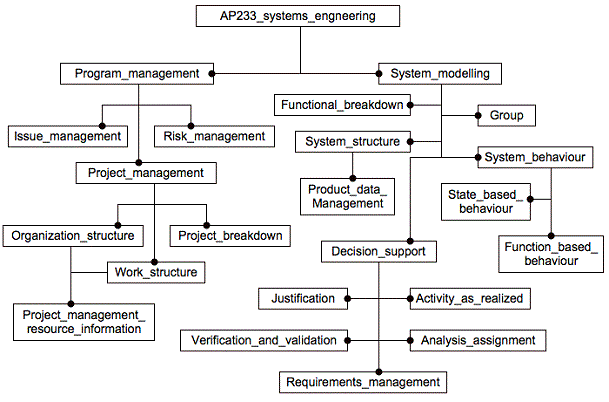 AP233_systems_engneering
Program_management
System_modelling
Functional_breakdown
Group
Issue_management
Risk_management
System_structure
System_behaviour
Project_management
Product_data_
Management
State_based_
behaviour
Organization_structure
Project_breakdown
Decision_support
Function_based_
behaviour
Work_structure
Justification
Activity_as_realized
Project_management_
resource_information
Verification_and_validation
Analysis_assignment
Requirements_management